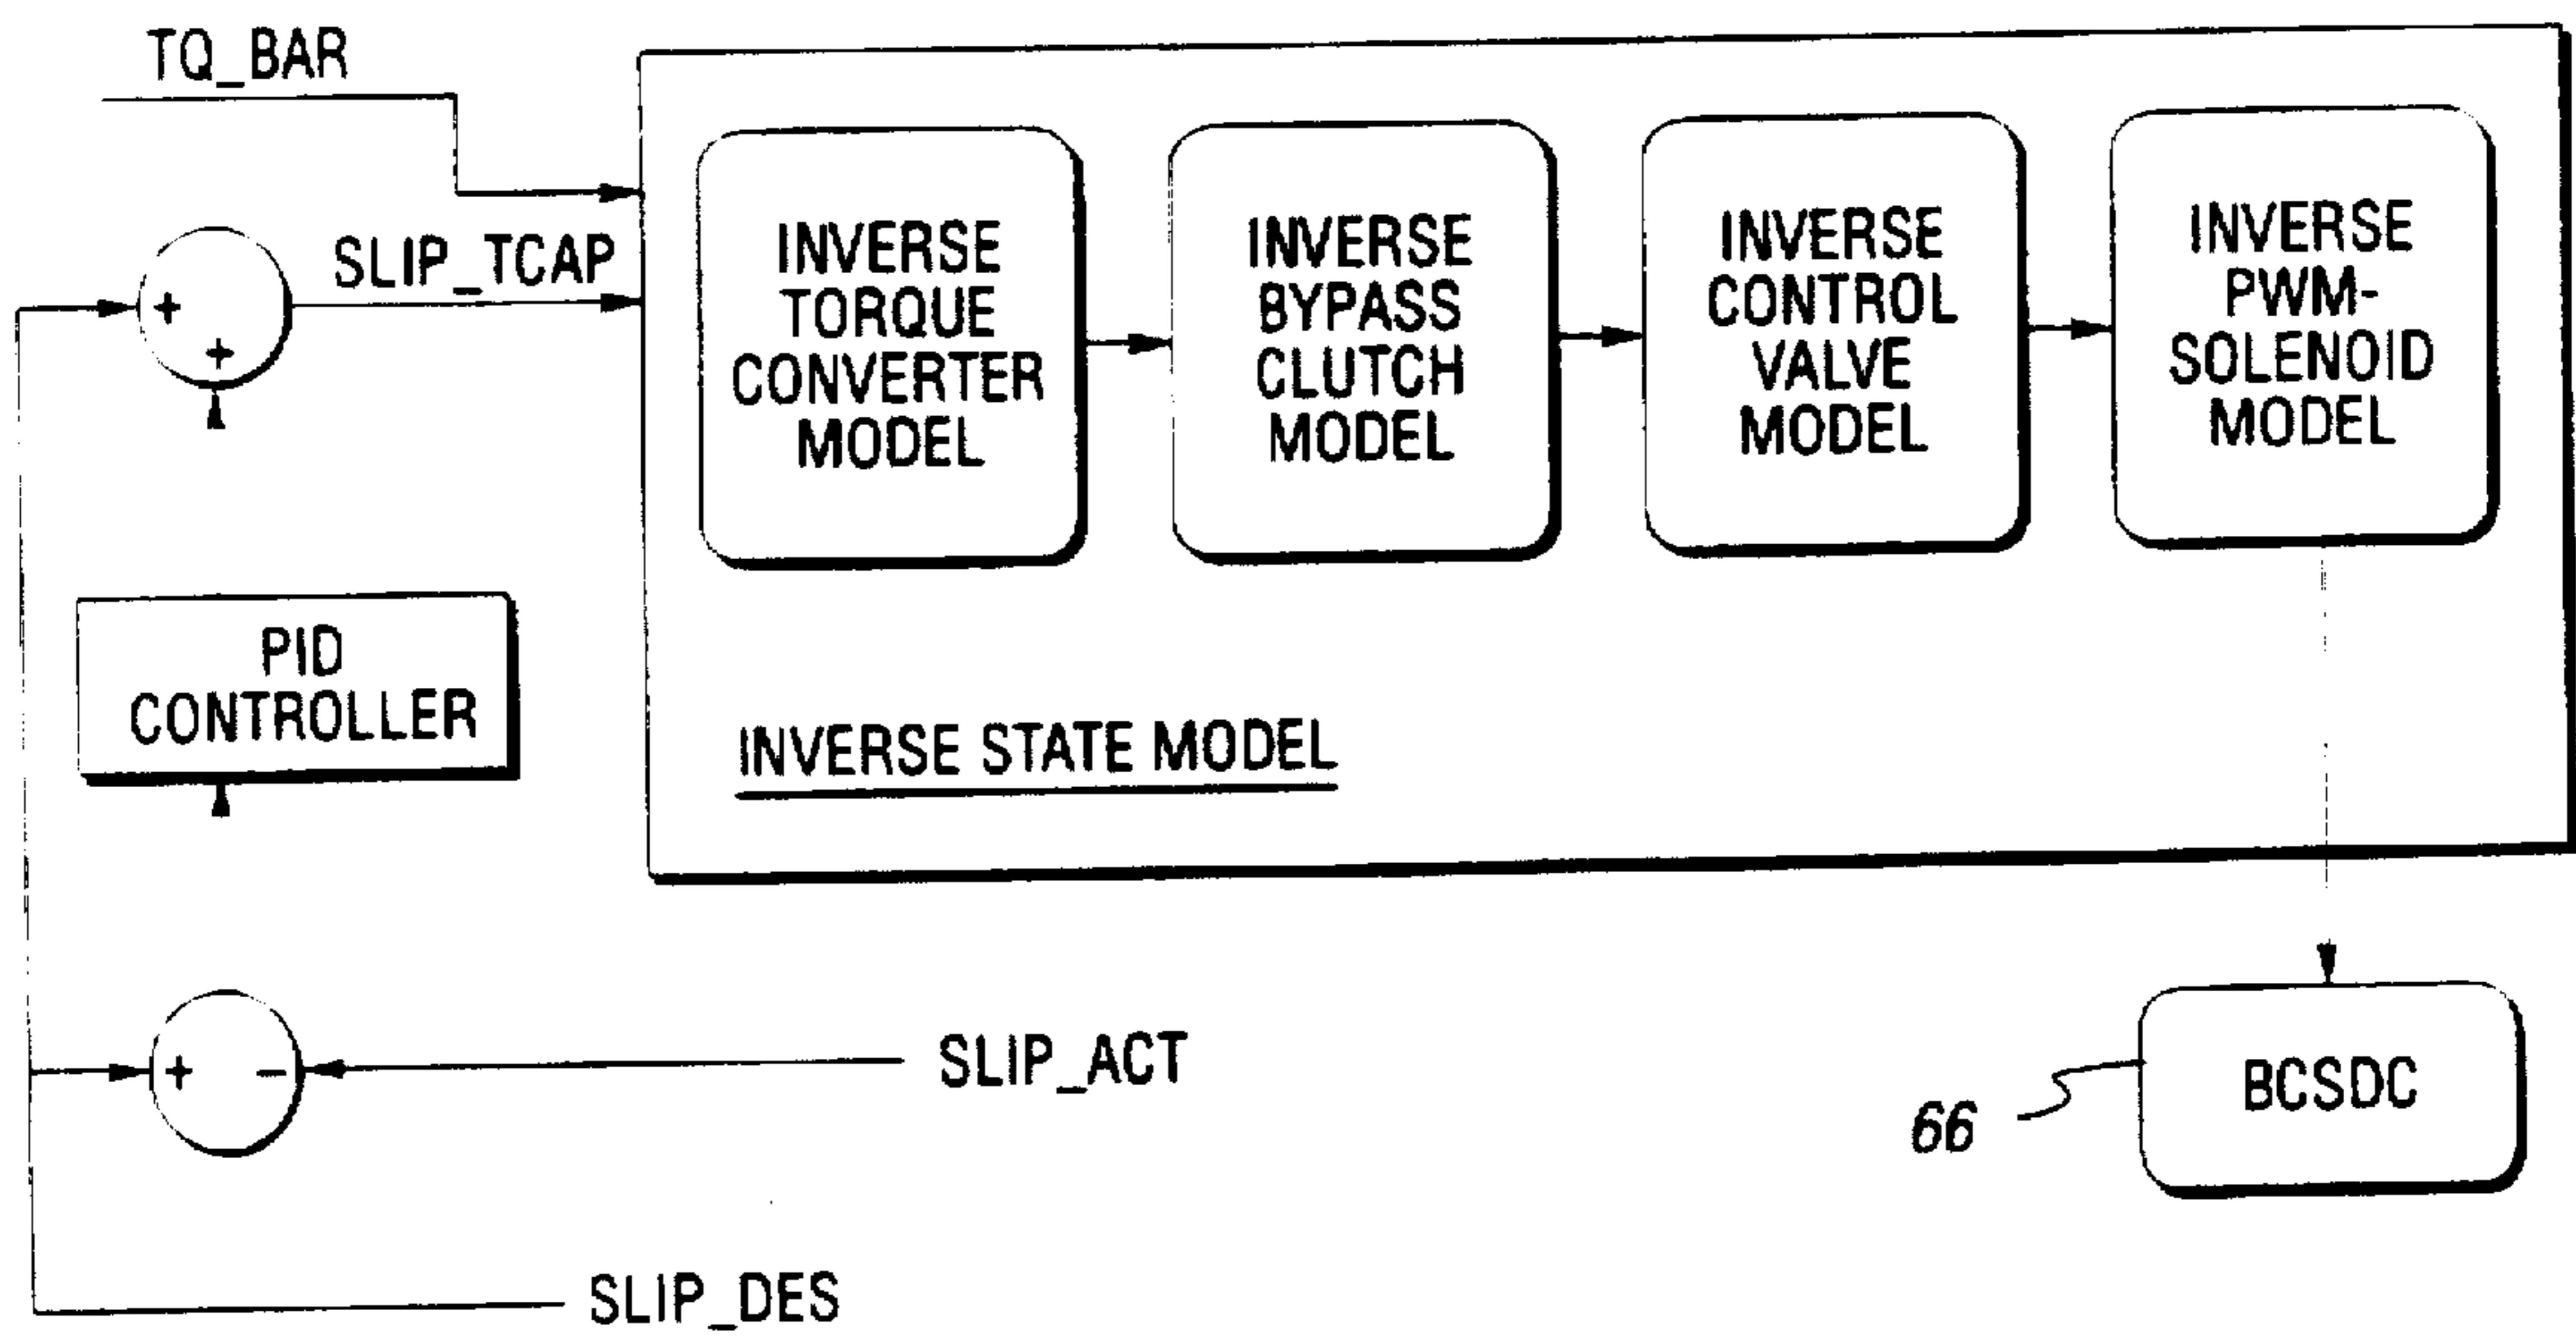 TQ_BAR
SLIP_TCAP
+
+
INVERSE
TORQUE
CONVERTER
MODEL
INVERSE
BYPASS
CLUTCH
MODEL
INVERSE
CONTROL
VALVE
MODEL
INVERSE
PWM-
SOLENOID
MODEL
PID
CONTROLLER
INVERSE STATE MODEL
+ -
SLIP_ACT
66
BCSDC
SLIP_DES